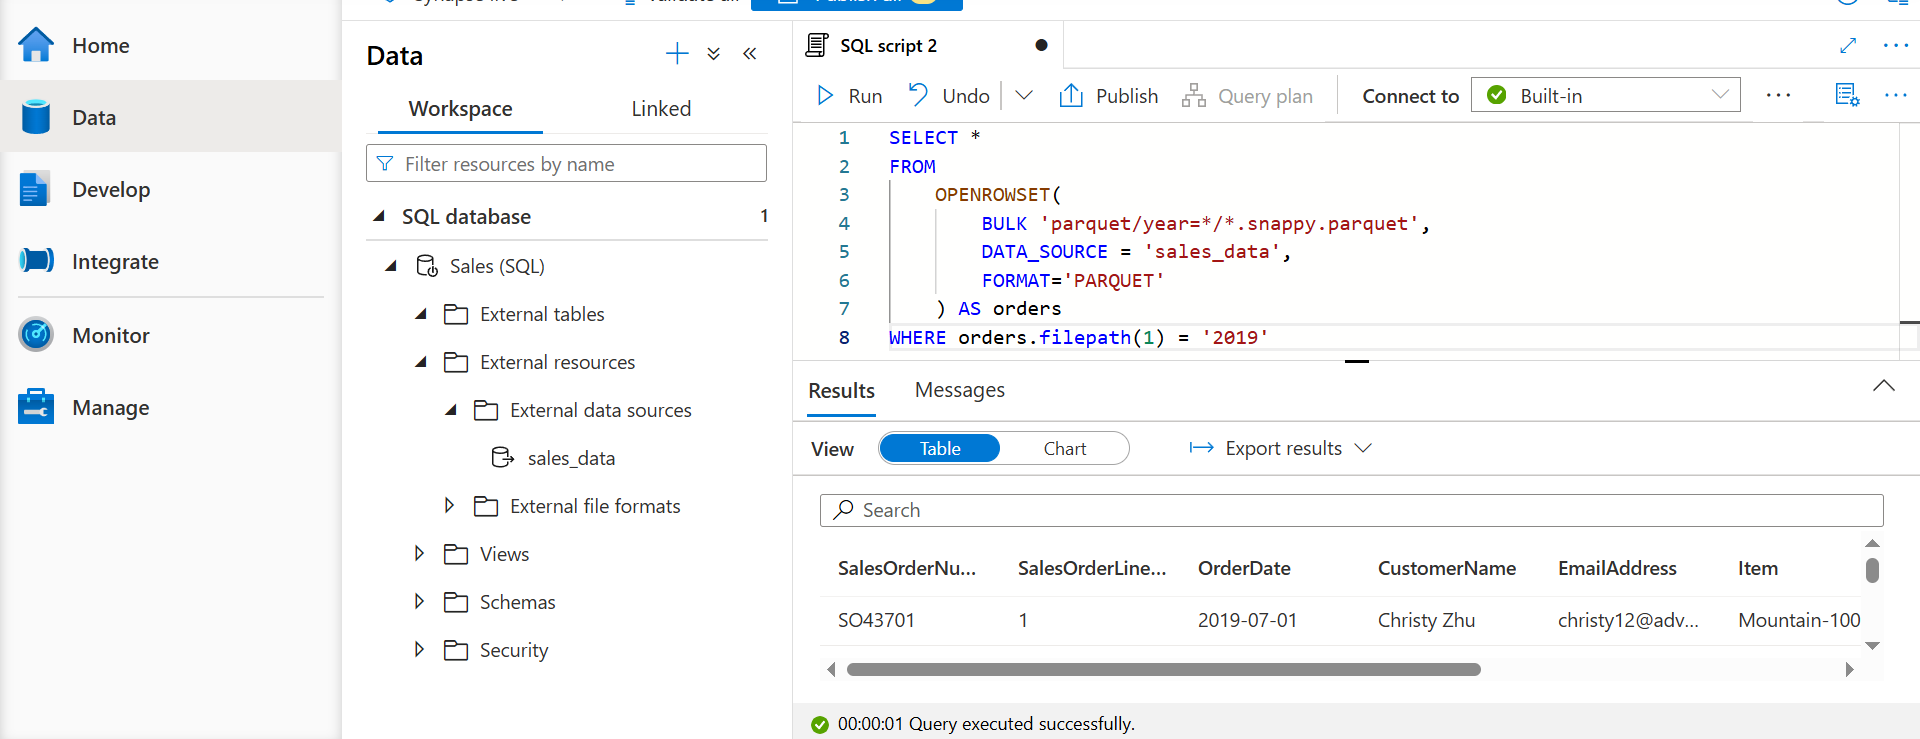 Home
Data
Develop
Integrate
Monitor
Manage
Data
Workspace
Linked
Filter resources by name
SQL database
1
Sales (SQL)
External tables
External resources
External data sources
sales_data
External file formats
Views
Schemas
Security
SQL script 2
Run
Undo
Publish
Query plan
Connect to
Built-in
1 SELECT *
2 FROM
3 OPENROWSET(
4 BULK 'parquet/year=*/*.snappy.parquet',
5 DATA_SOURCE = 'sales_data',
6 FORMAT='PARQUET'
7 ) AS orders
8 WHERE orders.filepath(1) = '2019'
Results
Messages
View
Table
Chart
Export results
Search
SalesOrderNu... SalesOrderLine... OrderDate CustomerName EmailAddress Item
SO43701 1 2019-07-01 Christy Zhu christy12@adv... Mountain-100
00:00:01 Query executed successfully.